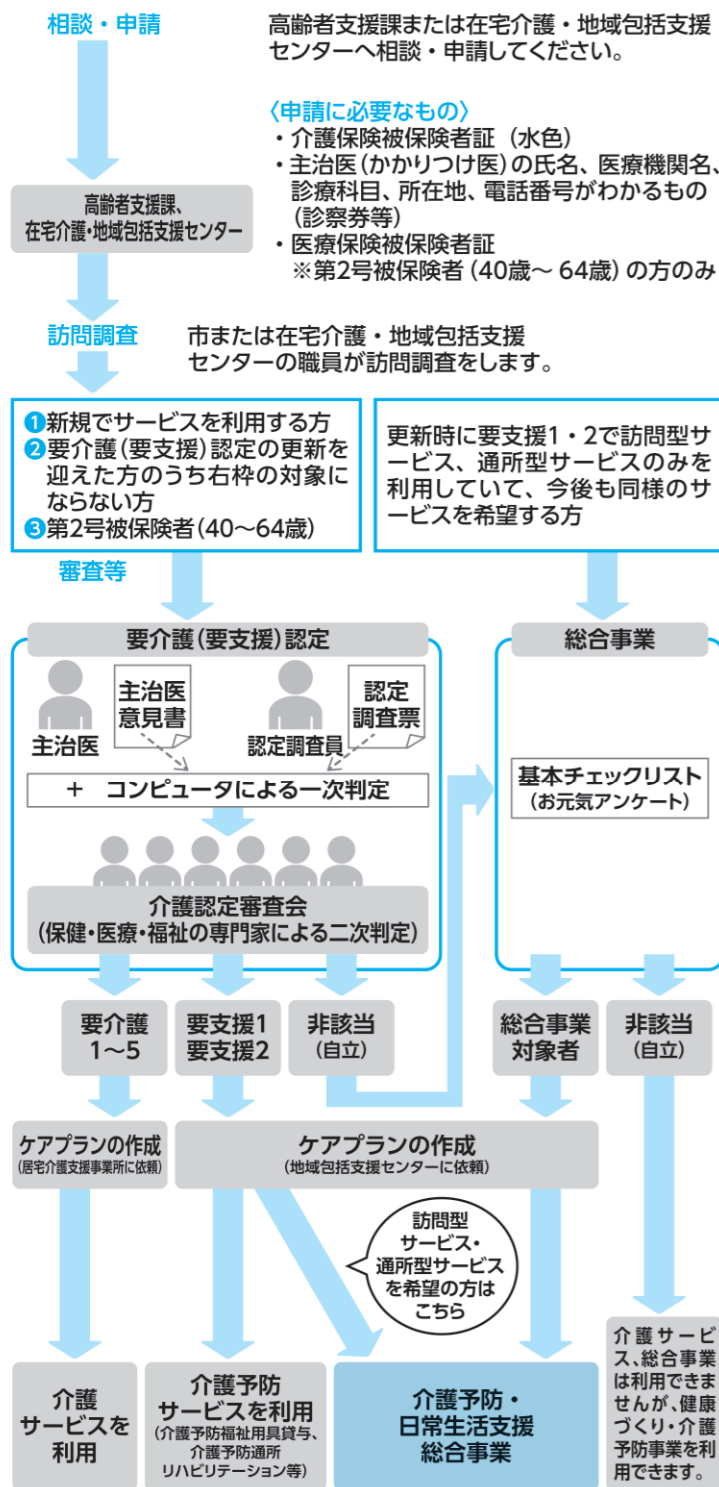 相談・申請
高齢者支援課または在宅介護・地域包括支援
センターへ相談・申請してください。
〈申請に必要なもの〉
・介護保険被保険者証（水色）
・主治医（かかりつけ医）の氏名、医療機関名、
診療科目、所在地、電話番号がわかるもの
（診察券等）
・医療保険被保険者証
※第2号被保険者（40歳～64歳）の方のみ
高齢者支援課、
在宅介護・地域包括支援センター
訪問調査
市または在宅介護・地域包括支援
センターの職員が訪問調査をします。
❶新規でサービスを利用する方
❷要介護（要支援）認定の更新を
迎えた方のうち右枠の対象に
ならない方
❸第2号被保険者（40～64歳）
更新時に要支援1・2で訪問型サ
ービス、通所型サービスのみを
利用していて、今後も同様のサ
ービスを希望する方
審査等
要介護（要支援）認定
主治医
主治医
意見書
認定調査員
認定
調査票
＋ コンピュータによる一次判定
介護認定審査会
（保健・医療・福祉の専門家による二次判定）
総合事業
基本チェックリスト
（お元気アンケート）
要介護
1～5
要支援1
要支援2
非該当
（自立）
総合事業
対象者
非該当
（自立）
ケアプランの作成
（居宅介護支援事業所に依頼）
ケアプランの作成
（地域包括支援センターに依頼）
訪問型
サービス・
通所型サービス
を希望の方は
こちら
介護
サービスを
利用
介護予防
サービスを利用
（介護予防福祉用具貸与、
介護予防通所
リハビリテーション等）
介護予防・
日常生活支援
総合事業
介護サービ
ス、総合事業
は利用できま
せんが、健康
づくり・介護
予防事業を利
用できます。